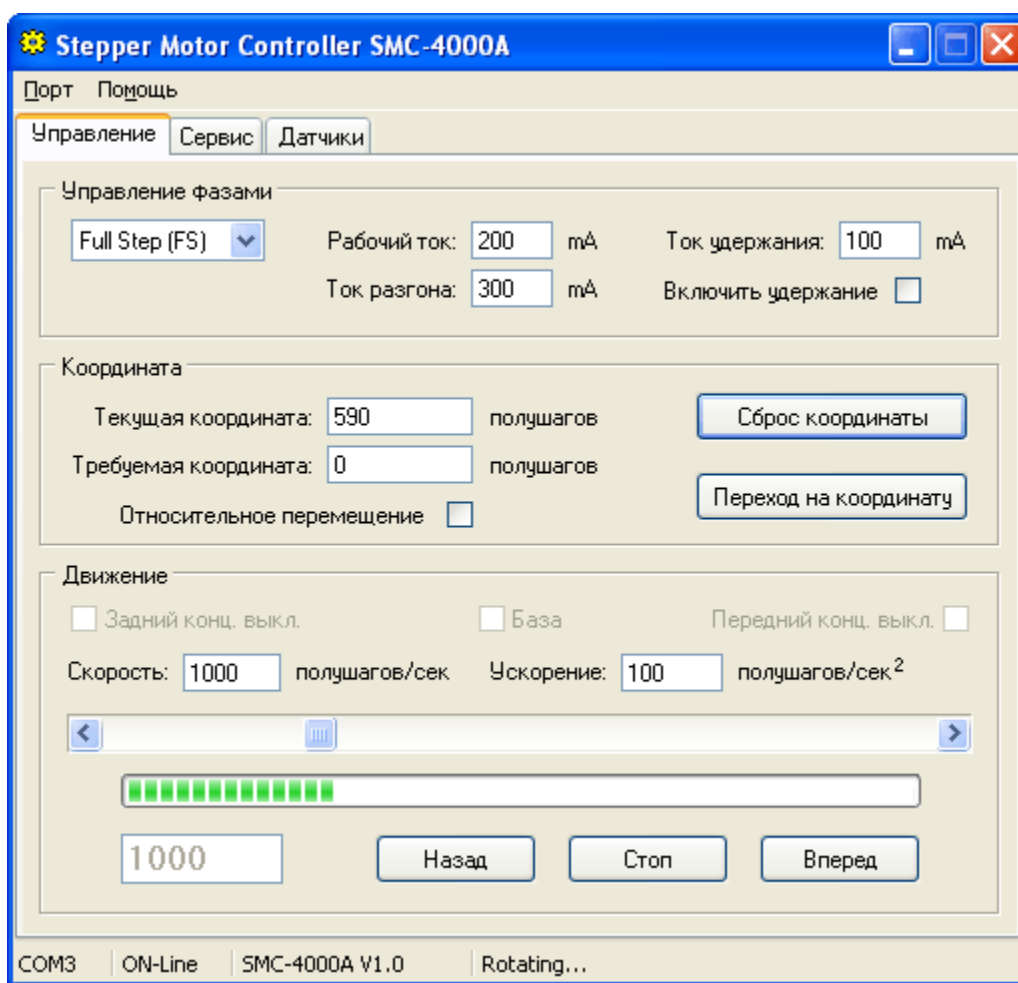 Stepper Motor Controller SMC-4000A
Порт Помощь
Управление Сервис Датчики
Управление фазами
Full Step (FS) Рабочий ток: 200 mA Ток удержания: 100 mA
Ток разгона: 300 mA Включить удержание
Координата
Текущая координата: 590 полушагов Сброс координаты
Требуемая координата: 0 полушагов
Переход на координату
Относительное перемещение
Движение
Задний конц. выкл. База Передний конц. выкл.
Скорость: 1000 полушагов/сек Ускорение: 100 полушагов/сек²
1000 Назад Стоп Вперед
COM3 ON-Line SMC-4000A V1.0 Rotating...